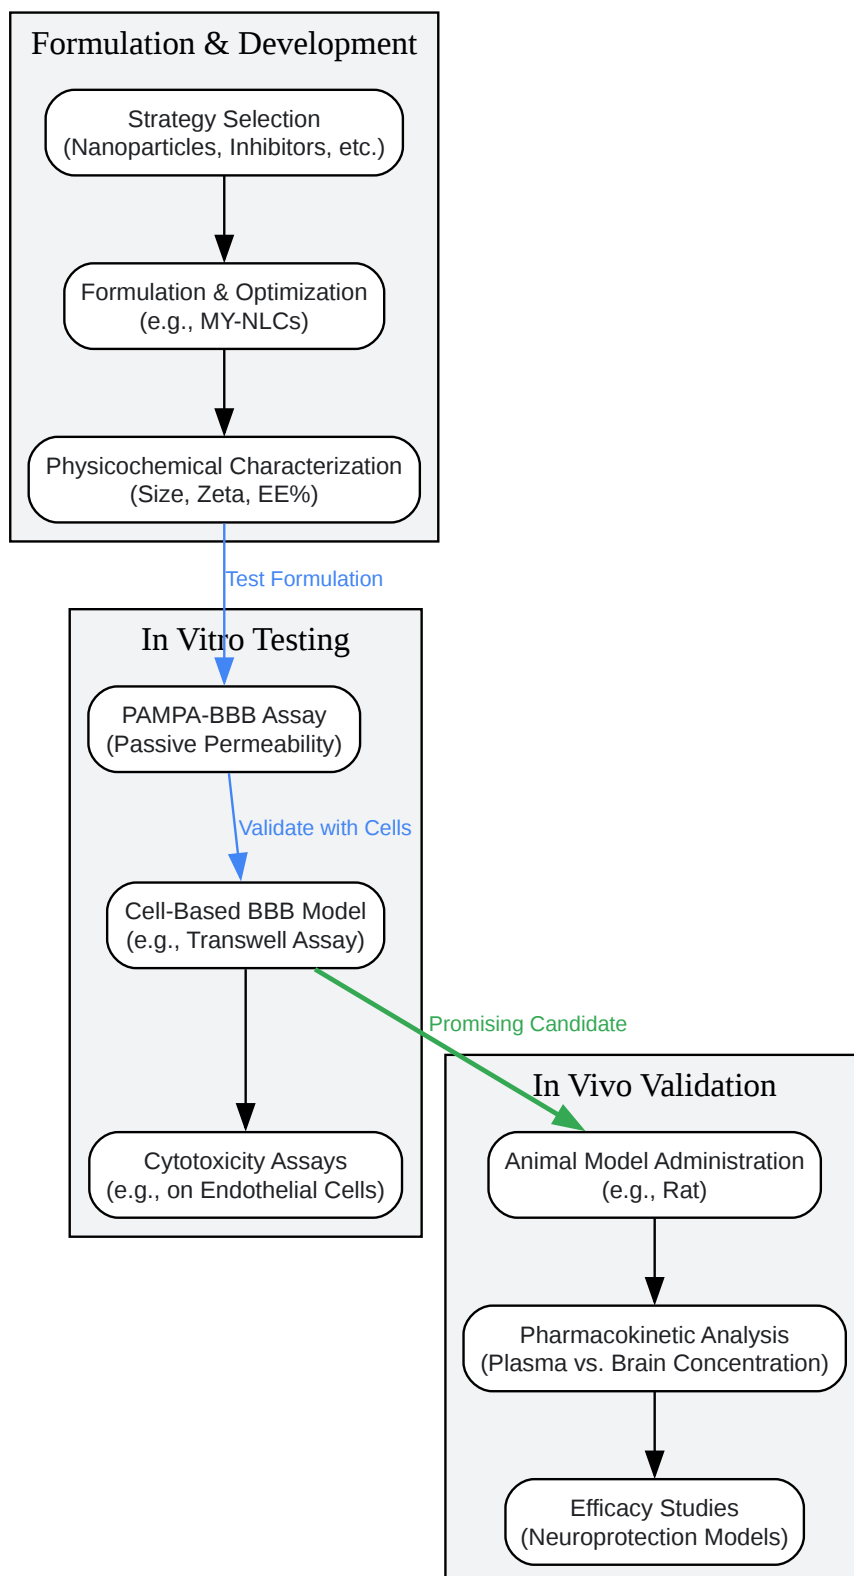 Formulation & Development
Strategy Selection
(Nanoparticles, Inhibitors, etc.)
Formulation & Optimization
(e.g., MY-NLCs)
Physicochemical Characterization
(Size, Zeta, EE%)
Test Formulation
In Vitro Testing
PAMPA-BBB Assay
(Passive Permeability)
Validate with Cells
Cell-Based BBB Model
(e.g., Transwell Assay)
Promising Candidate
Cytotoxicity Assays
(e.g., on Endothelial Cells)
In Vivo Validation
Animal Model Administration
(e.g., Rat)
Pharmacokinetic Analysis
(Plasma vs. Brain Concentration)
Efficacy Studies
(Neuroprotection Models)